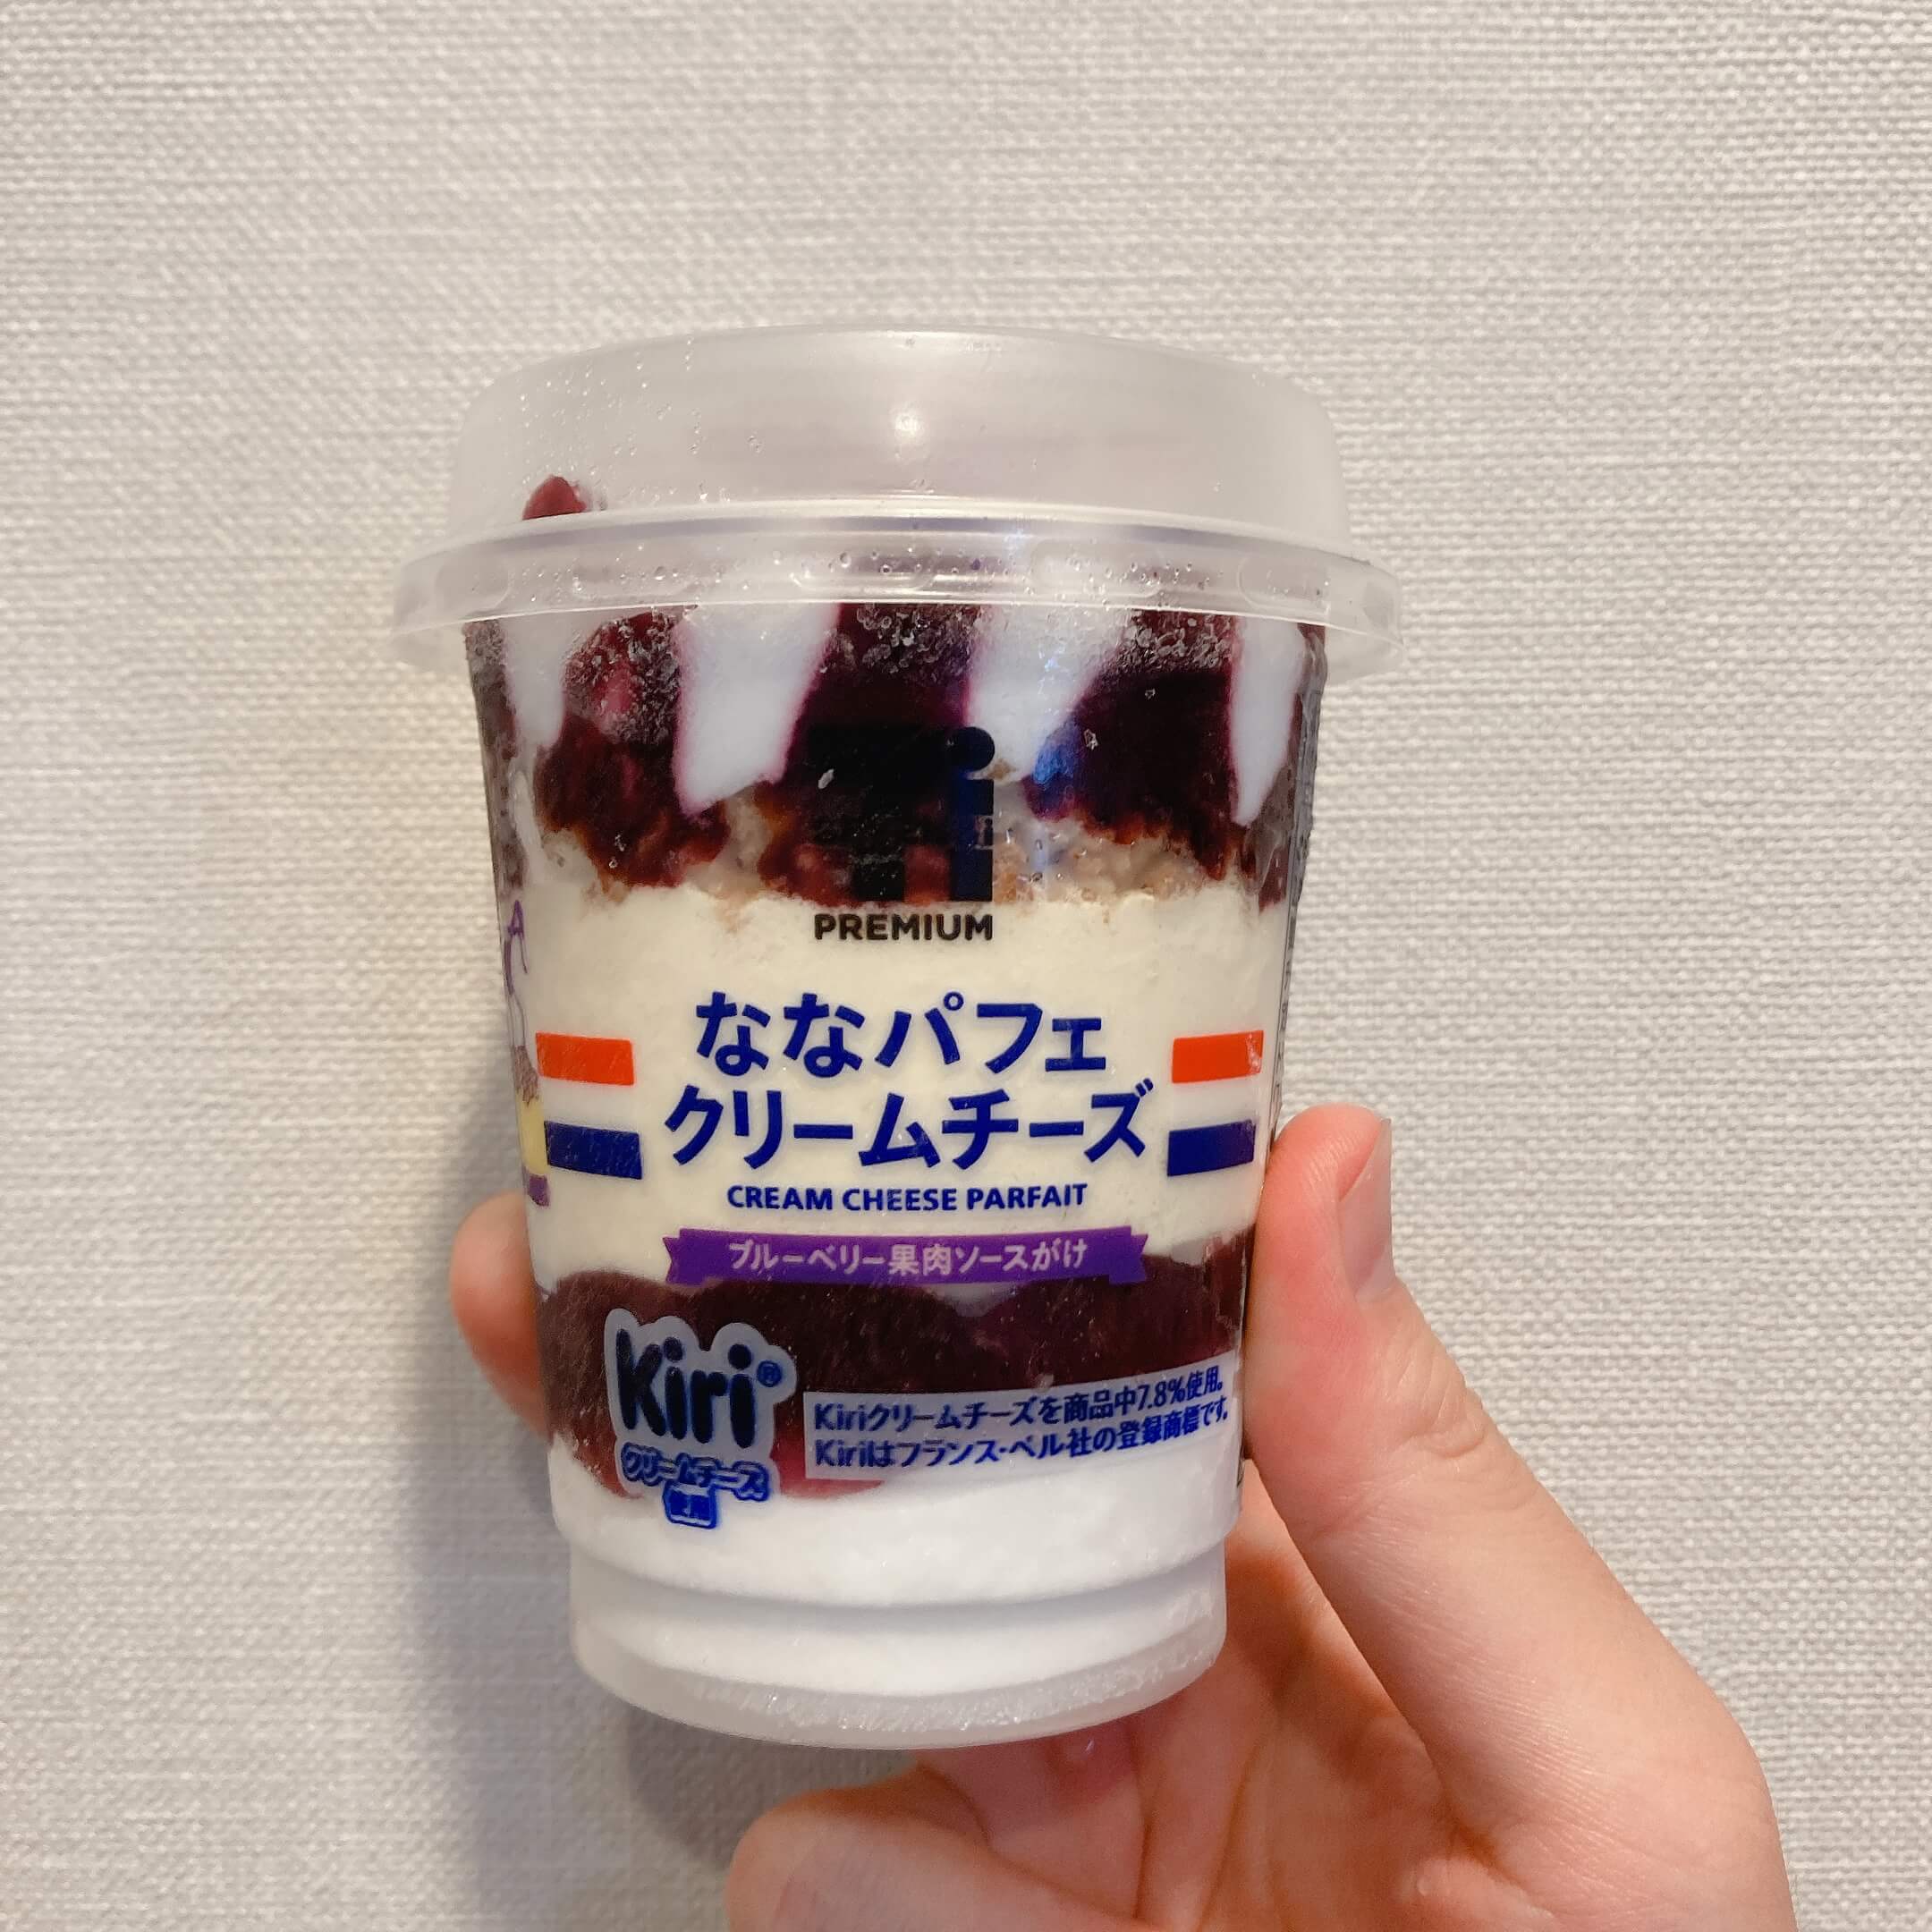 PREMIUM
ななパフェ
クリームチーズ
CREAM CHEESE PARFAIT
ブルーベリー果肉ソースがけ
Kiri®
クリームチーズ
使用
Kiriクリームチーズを商品中7.8%使用。
Kiriはフランス・ベル社の登録商標です。